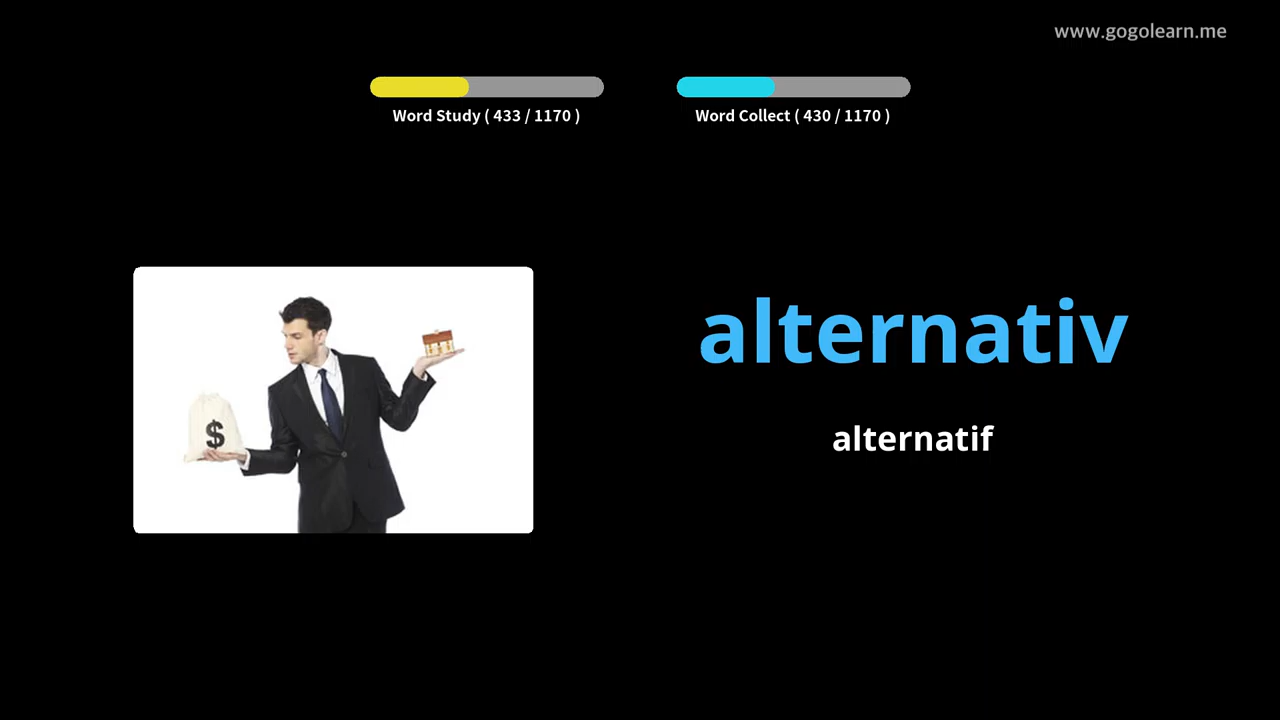 www.gogolearn.me
Word Study ( 433 / 1170 )
Word Collect ( 430 / 1170 )
alternativ
$
alternatif